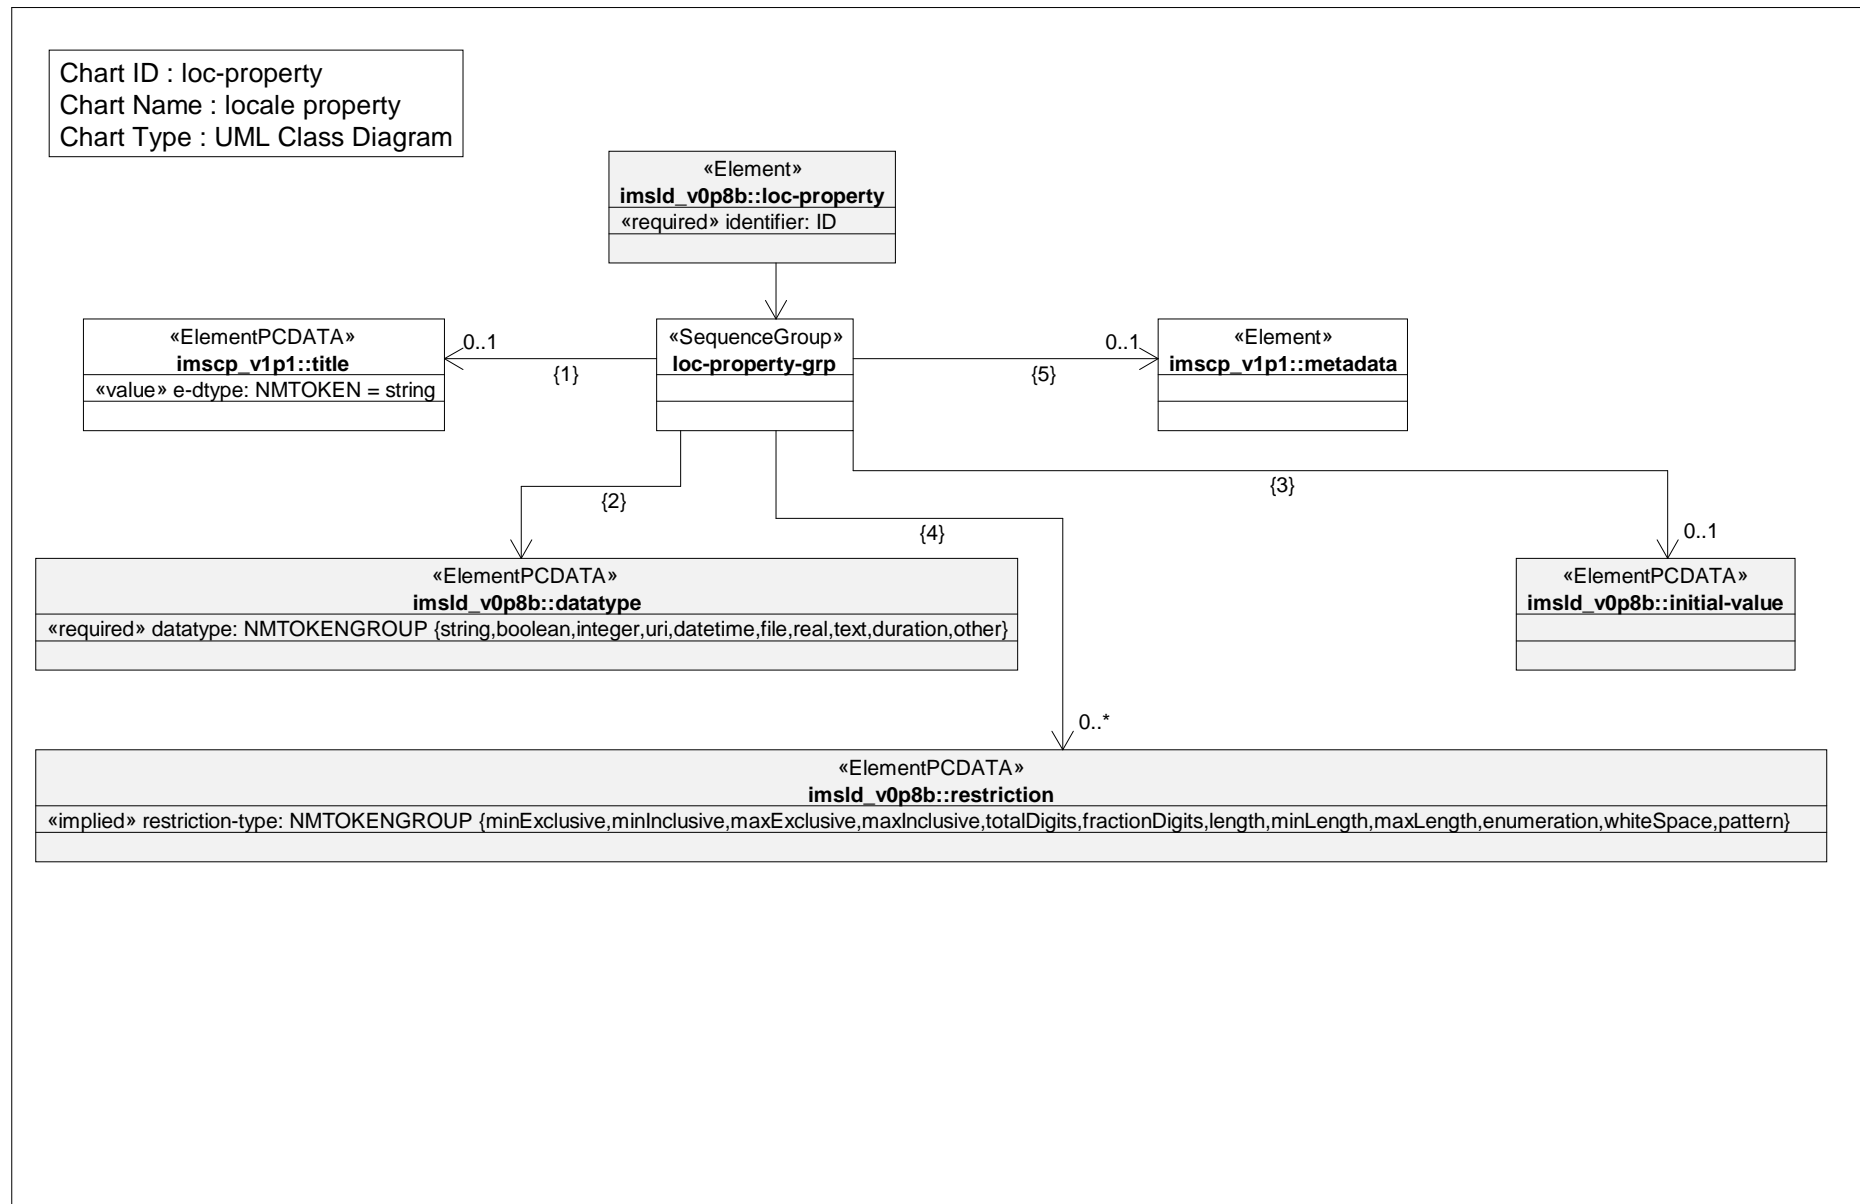 Chart ID : loc-property
Chart Name : locale property
Chart Type : UML Class Diagram
«Element»
imsld_v0p8b::loc-property
«required» identifier: ID
«ElementPCDATA»
imscp_v1p1::title
«value» e-dtype: NMTOKEN = string
0..1
{1}
«SequenceGroup»
loc-property-grp
0..1
{5}
«Element»
imscp_v1p1::metadata
{2}
{4}
{3}
0..1
«ElementPCDATA»
imsld_v0p8b::datatype
«required» datatype: NMTOKENGROUP {string,boolean,integer,uri,datetime,file,real,text,duration,other}
«ElementPCDATA»
imsld_v0p8b::initial-value
0..*
«ElementPCDATA»
imsld_v0p8b::restriction
«implied» restriction-type: NMTOKENGROUP {minExclusive,minInclusive,maxExclusive,maxInclusive,totalDigits,fractionDigits,length,minLength,maxLength,enumeration,whiteSpace,pattern}